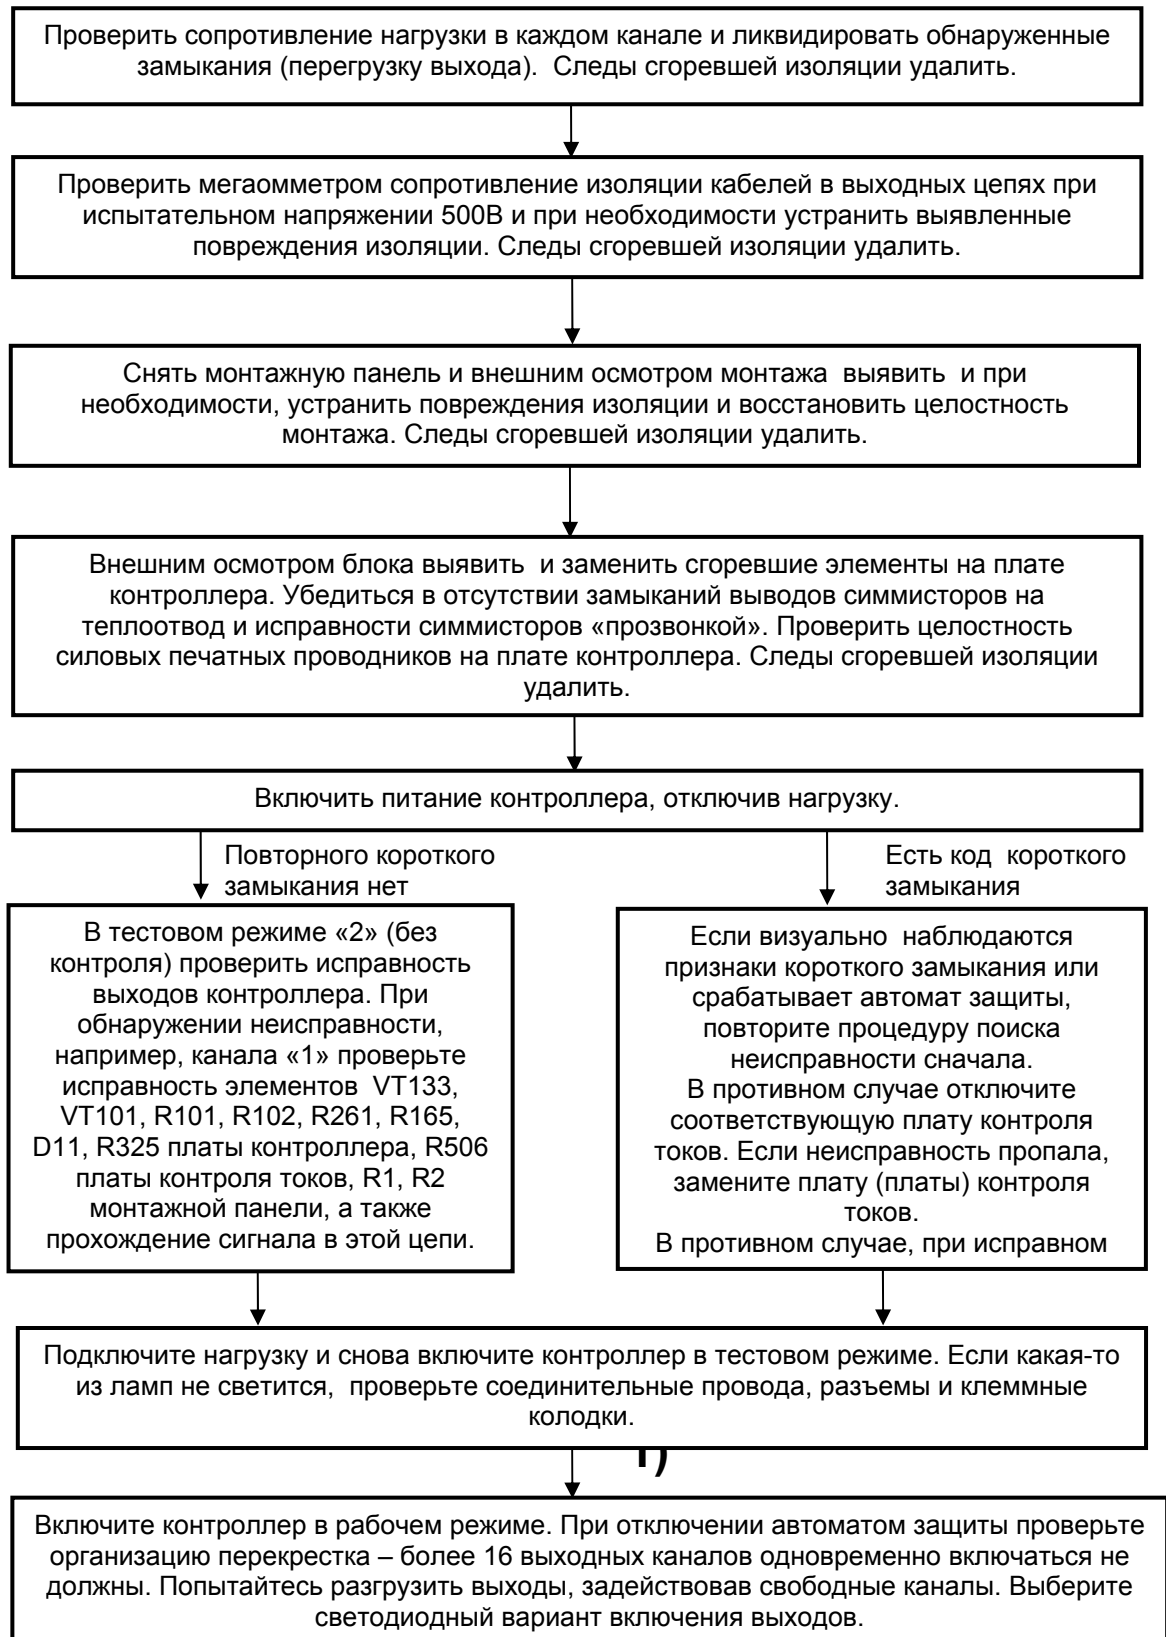 Проверить сопротивление нагрузки в каждом канале и ликвидировать обнаруженные
замыкания (перегрузку выхода). Следы сгоревшей изоляции удалить.
Проверить мегаомметром сопротивление изоляции кабелей в выходных цепях при
испытательном напряжении 500В и при необходимости устранить выявленные
повреждения изоляции. Следы сгоревшей изоляции удалить.
Снять монтажную панель и внешним осмотром монтажа выявить и при
необходимости, устранить повреждения изоляции и восстановить целостность
монтажа. Следы сгоревшей изоляции удалить.
Внешним осмотром блока выявить и заменить сгоревшие элементы на плате
контроллера. Убедиться в отсутствии замыканий выводов симмисторов на
теплоотвод и исправности симмисторов «прозвонкой». Проверить целостность
силовых печатных проводников на плате контроллера. Следы сгоревшей изоляции
удалить.
Включить питание контроллера, отключив нагрузку.
Повторного короткого
замыкания нет
Есть код короткого
замыкания
В тестовом режиме «2» (без
контроля) проверить исправность
выходов контроллера. При
обнаружении неисправности,
например, канала «1» проверьте
исправность элементов VT133,
VT101, R101, R102, R261, R165,
D11, R325 платы контроллера, R506
платы контроля токов, R1, R2
монтажной панели, а также
прохождение сигнала в этой цепи.
Если визуально наблюдаются
признаки короткого замыкания или
срабатывает автомат защиты,
повторите процедуру поиска
неисправности сначала.
В противном случае отключите
соответствующую плату контроля
токов. Если неисправность пропала,
замените плату (платы) контроля
токов.
В противном случае, при исправном
Подключите нагрузку и снова включите контроллер в тестовом режиме. Если какая-то
из ламп не светится, проверьте соединительные провода, разъемы и клеммные
колодки.
Включите контроллер в рабочем режиме. При отключении автоматом защиты проверьте
организацию перекрестка – более 16 выходных каналов одновременно включаться не
должны. Попытайтесь разгрузить выходы, задействовав свободные каналы. Выберите
светодиодный вариант включения выходов.